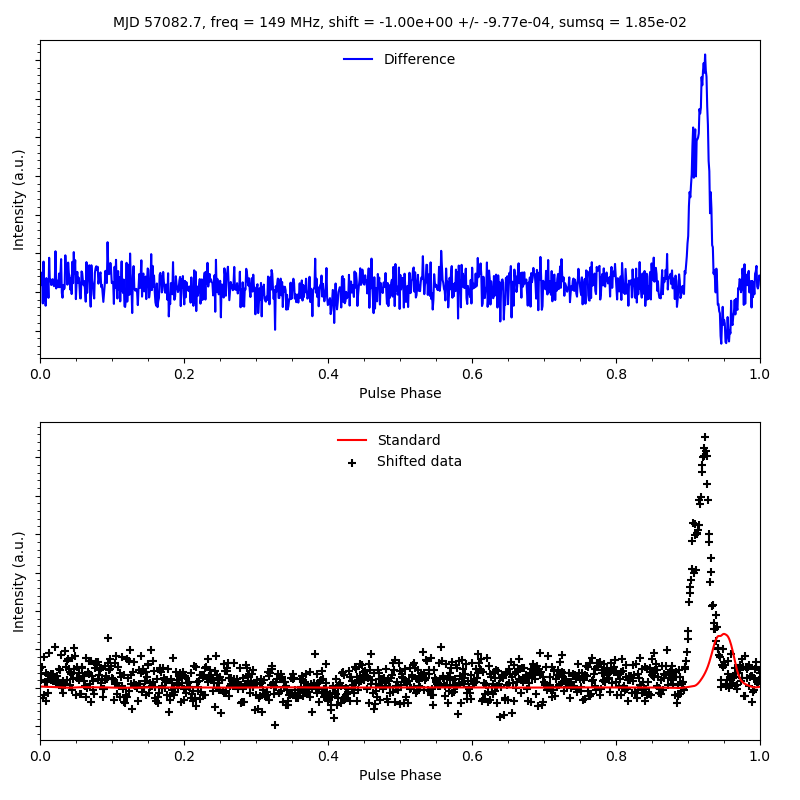 MJD 57082.7, freq = 149 MHz, shift = -1.00e+00 +/- -9.77e-04, sumsq = 1.85e-02
Difference
Intensity (a.u.)
0.0 0.2 0.4 0.6 0.8 1.0
Pulse Phase
Standard
Shifted data
Intensity (a.u.)
0.0 0.2 0.4 0.6 0.8 1.0
Pulse Phase